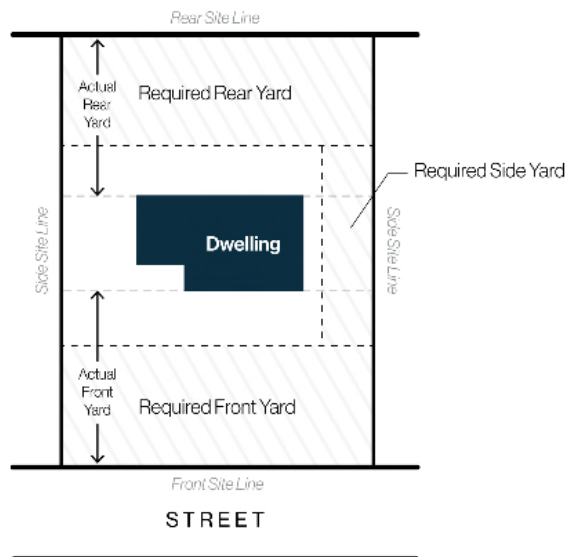 Rear Site Line
Actual
Rear
Yard
Required Rear Yard
Required Side Yard
Side Site Line
Dwelling
Side Site Line
Actual
Front
Yard
Required Front Yard
Front Site Line
STREET